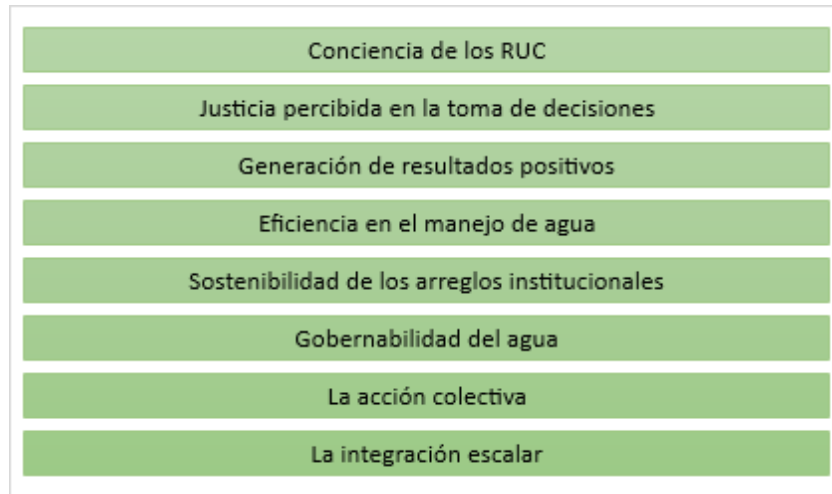 Conciencia de los RUC
Justicia percibida en la toma de decisiones
Generación de resultados positivos
Eficiencia en el manejo de agua
Sostenibilidad de los arreglos institucionales
Gobernabilidad del agua
La acción colectiva
La integración escalar